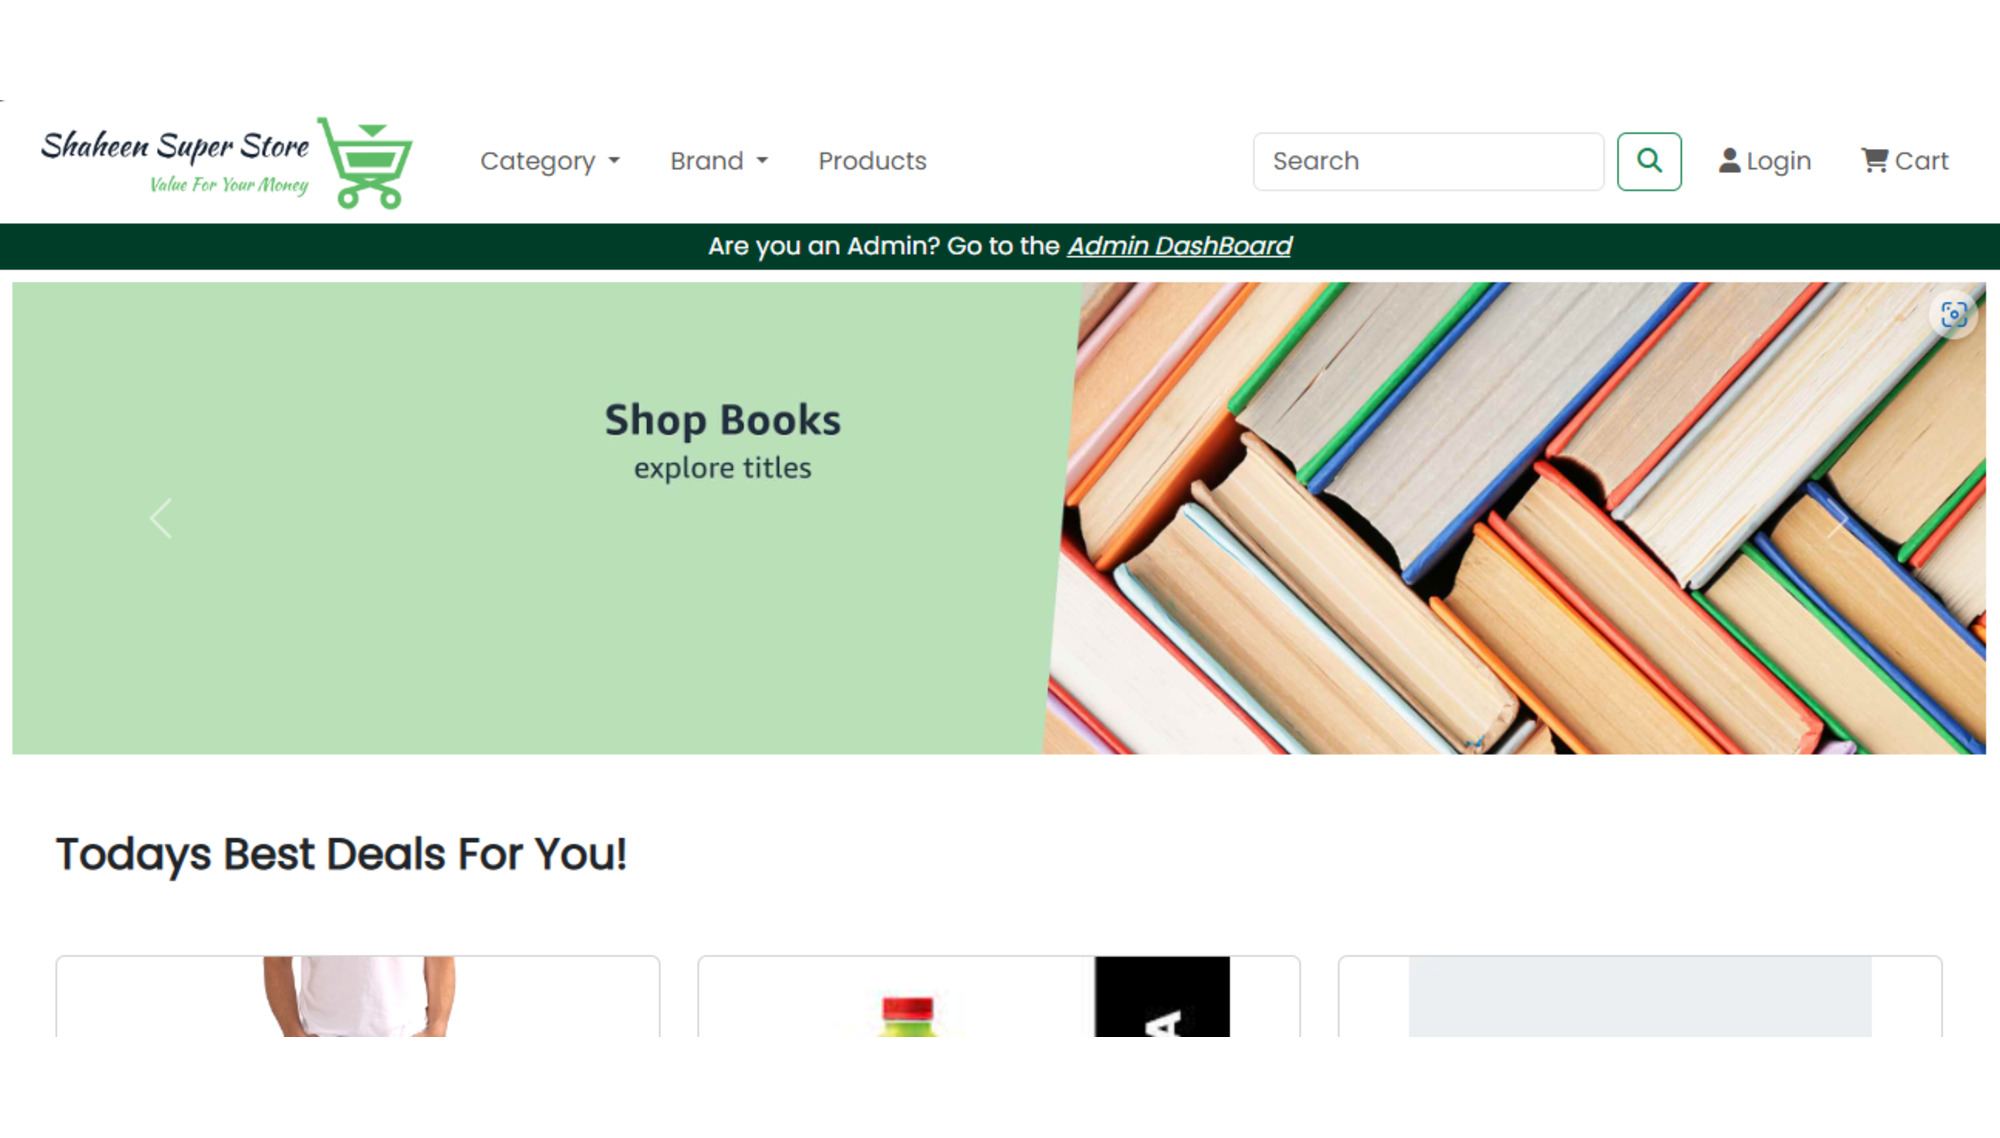 Shaheen Super Store
Value For Your Money
Category
Brand
Products
Search
Login
Cart
Are you an Admin? Go to the Admin DashBoard
Shop Books
explore titles
Todays Best Deals For You!
A